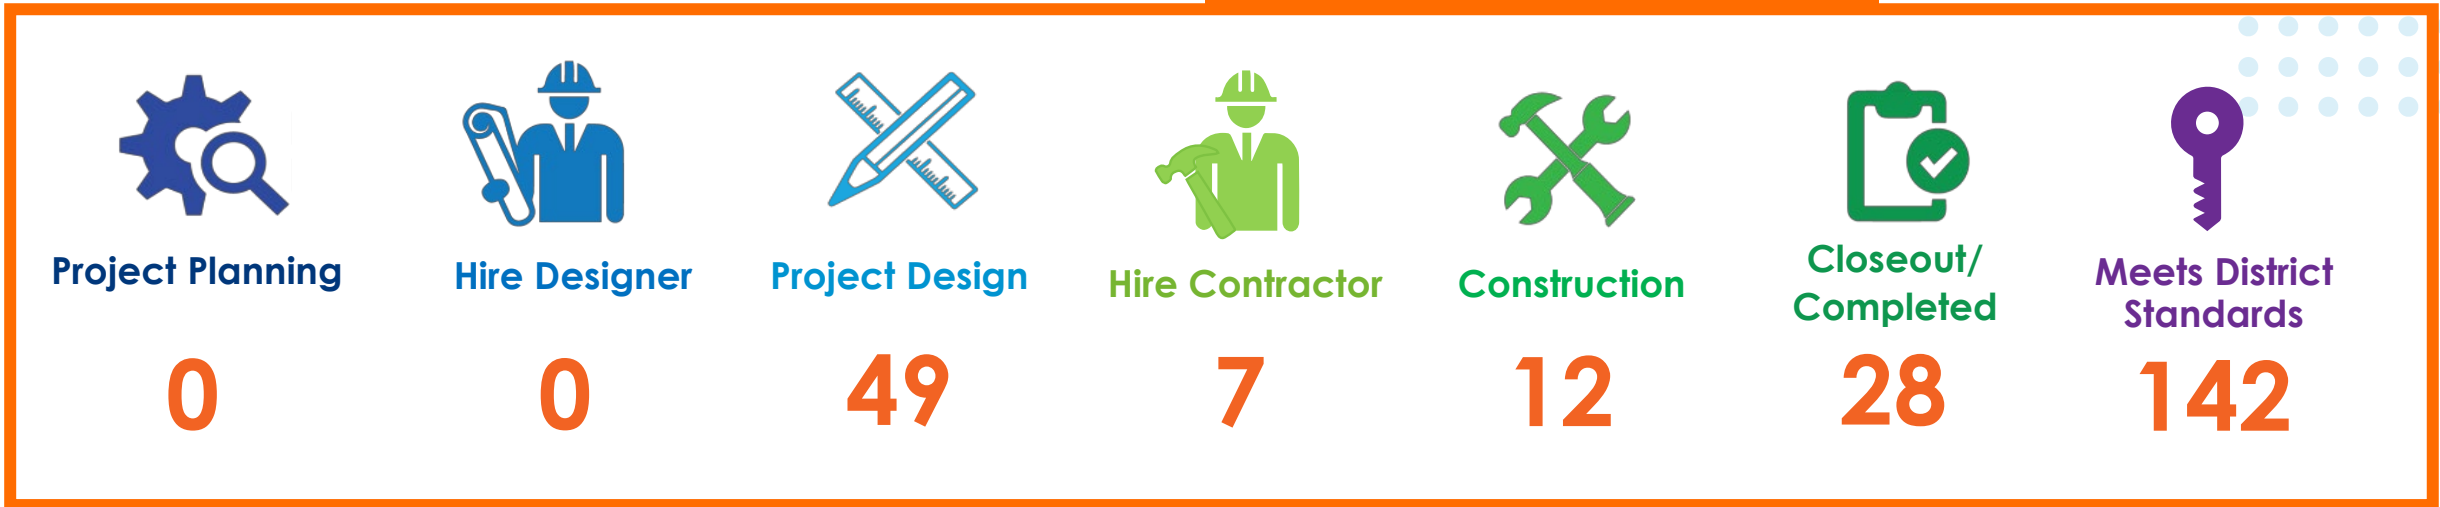 Project Planning
0
Hire Designer
0
Project Design
49
Hire Contractor
7
Construction
12
Closeout/
Completed
28
Meets District
Standards
142